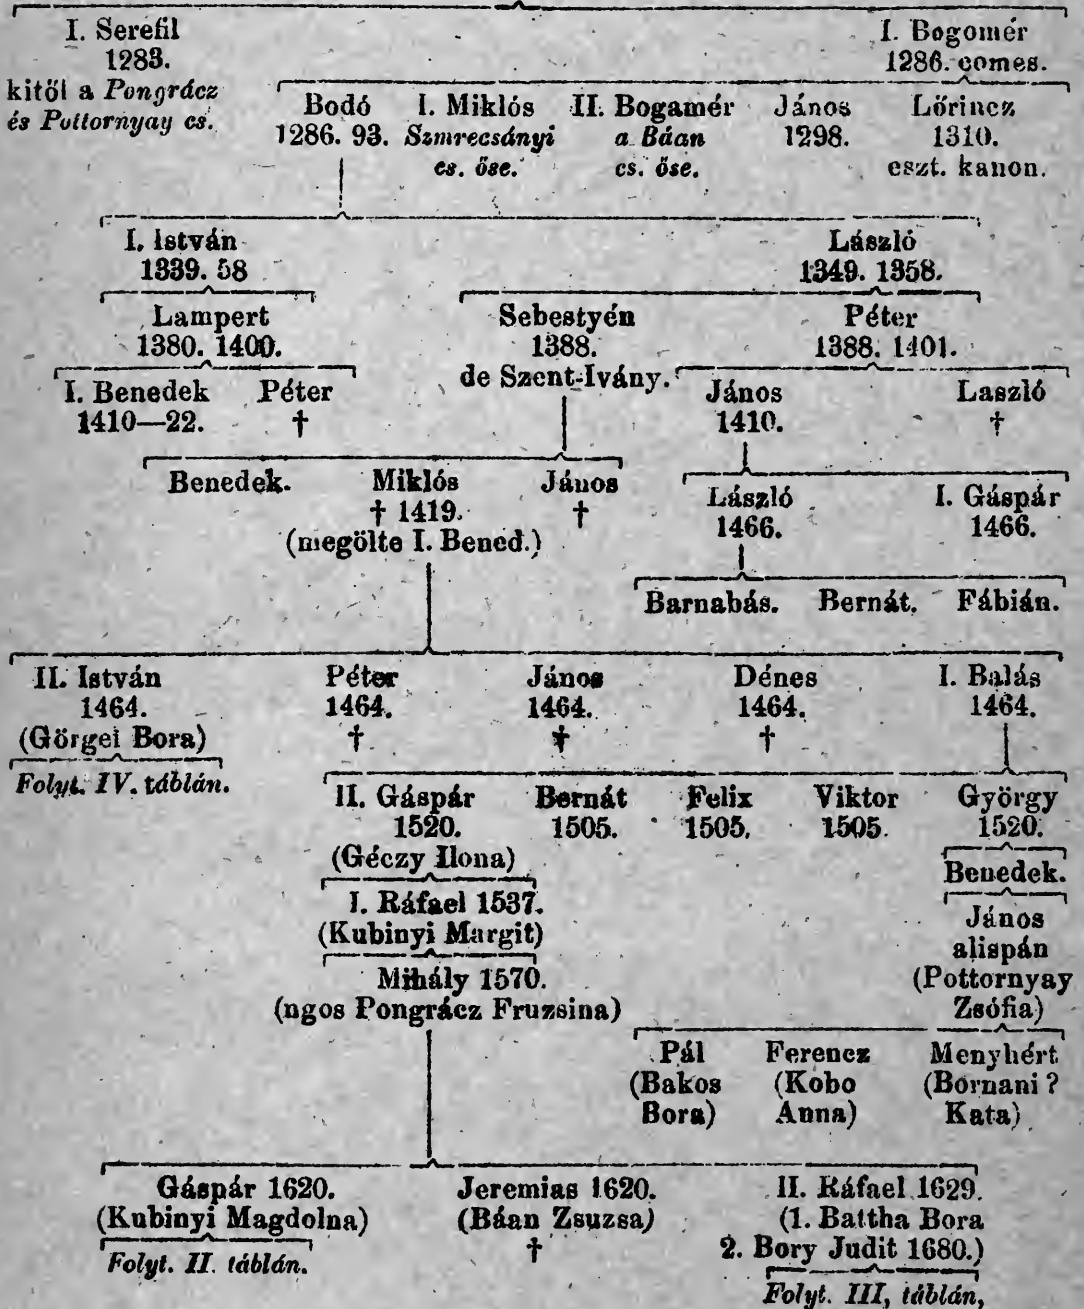 I. Serefil I. Bogomér
1283. 1286. comes.
kitől a Pongrácz
és Pottornyay cs.
Bodó I. Miklós II. Bogamér János Lőrincz
1286. 93. Szmrecsányi a Báan 1298. 1310.
cs. őse. cs. őse. eszt. kanon.
I. István László
1339. 58 1349. 1358.
Lampert Sebestyén Péter
1380. 1400. 1388. 1388. 1401.
de Szent-Ivány.
I. Benedek Péter János Laszló
1410—22. † 1410. †
Benedek. Miklós János László I. Gáspár
† 1419. † 1466. 1466.
(megölte I. Bened.)
Barnabás. Bernát. Fábián.
II. István Péter János Dénes I. Balás
1464. 1464. 1464. 1464. 1464.
(Görgei Bora) † † †
Folyt. IV. táblán.
II. Gáspár Bernát Felix Viktor György
1520. 1505. 1505. 1505. 1520.
(Géczy Ilona) Benedek.
I. Ráfael 1537. János
(Kubinyi Margit) alispán
Mihály 1570. (Pottornyay
(ngos Pongrácz Fruzsina) Zsófia)
Pál Ferencz Menyhért
(Bakos (Kobo (Bornani ?
Bora) Anna) Kata)
Gáspár 1620. Jeremias 1620. II. Ráfael 1629.
(Kubinyi Magdolna) (Báan Zsuzsa) (1. Battha Bora
Folyt. II. táblán. † 2. Bory Judit 1680.)
Folyt. III, táblán,